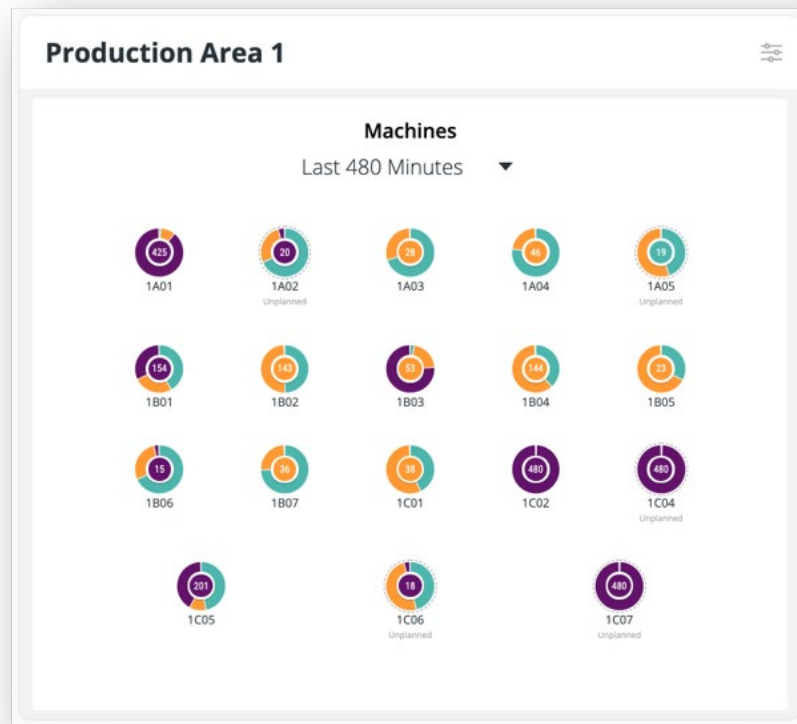 Production Area 1
Machines
Last 480 Minutes
425 20 28 46 19
1A01 1A02 1A03 1A04 1A05
Unplanned Unplanned
154 143 53 144 23
1B01 1B02 1B03 1B04 1B05
15 36 38 480 480
1B06 1B07 1C01 1C02 1C04
Unplanned
201 18 480
1C05 1C06 1C07
Unplanned Unplanned